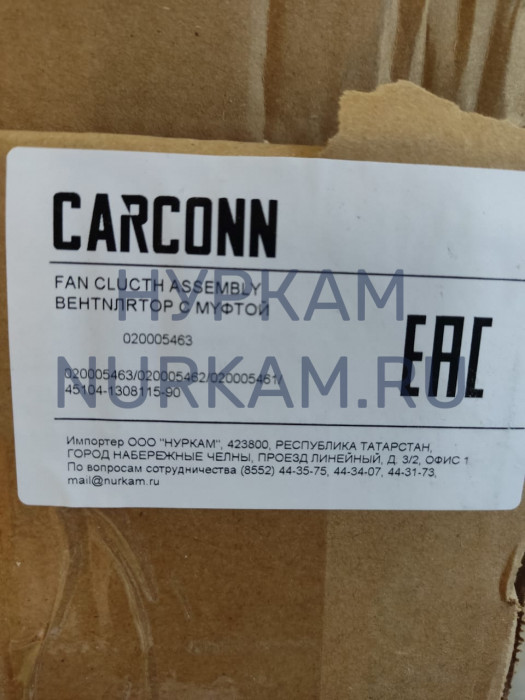 CARCONN
FAN CLUCTH ASSEMBLY
ВЕНТNЛRТОР С МУФТОЙ
020005463
020005463/020005462/020005461/
45104-1308115-90
EAC
Импортер ООО "НУРКАМ", 423800, РЕСПУБЛИКА ТАТАРСТАН,
ГОРОД НАБЕРЕЖНЫЕ ЧЕЛНЫ, ПРОЕЗД ЛИНЕЙНЫЙ, Д. 3/2, ОФИС 1
По вопросам сотрудничества (8552) 44-35-75, 44-34-07, 44-31-73,
mail@nurkam.ru
НУРКАМ
NURKAM.RU